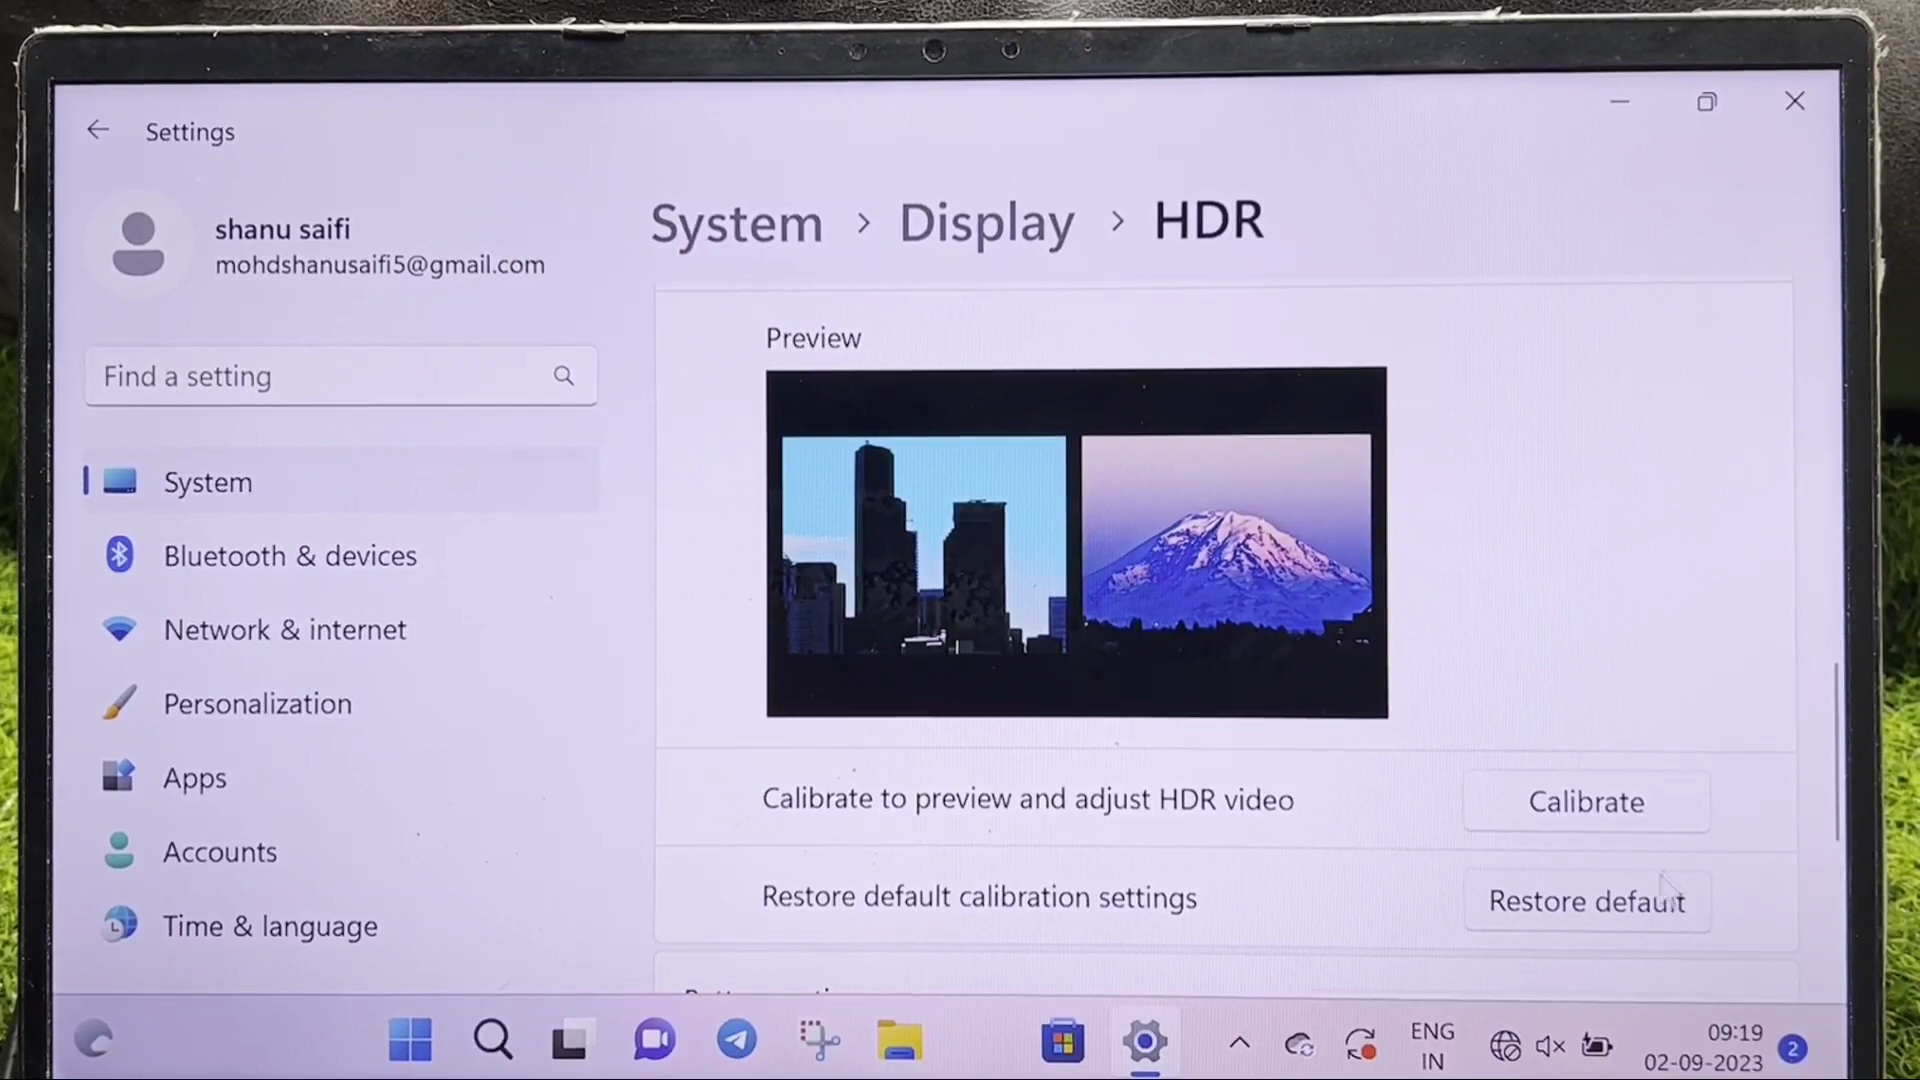 Settings
shanu saifi
mohdshanusaifi5@gmail.com
Find a setting
System
Bluetooth & devices
Network & internet
Personalization
Apps
Accounts
Time & language
System > Display > HDR
Preview
Calibrate to preview and adjust HDR video
Calibrate
Restore default calibration settings
Restore default
ENG
IN
09:19
02-09-2023
2